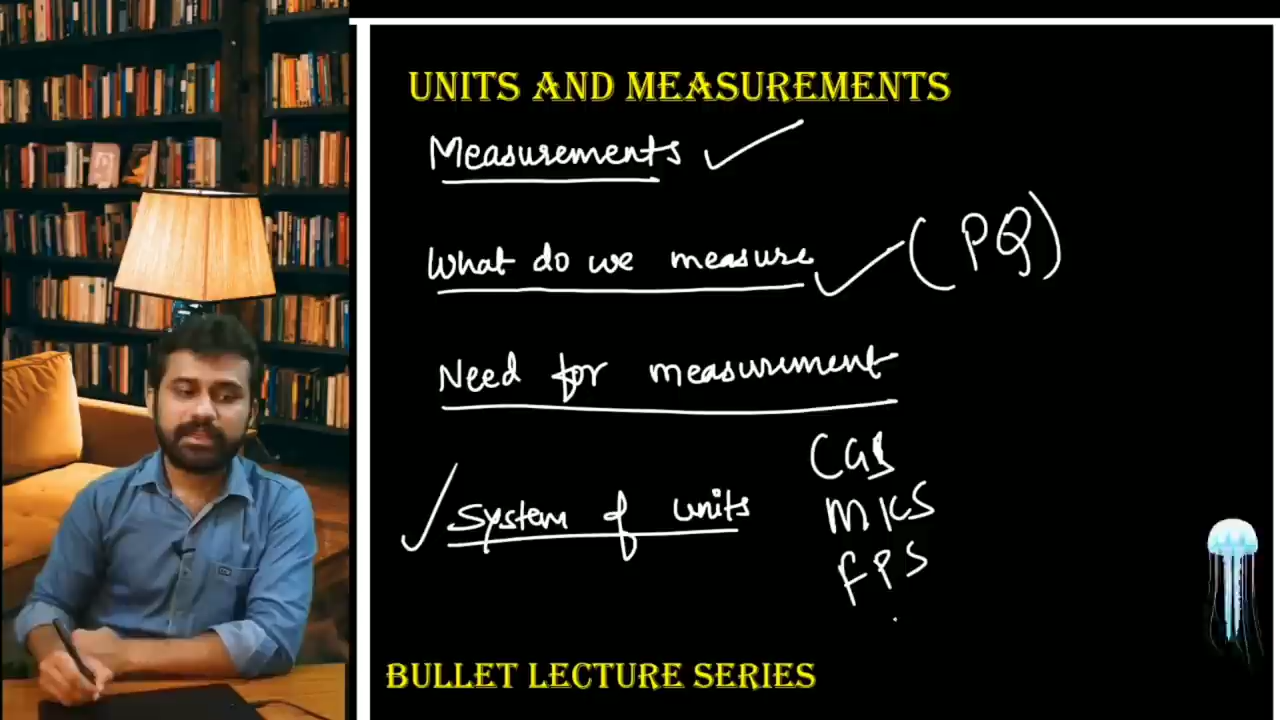 UNITS AND MEASUREMENTS
Measurements
What do we measure (PQ)
Need for measurement
CGS
System of units MKS
FPS
BULLET LECTURE SERIES